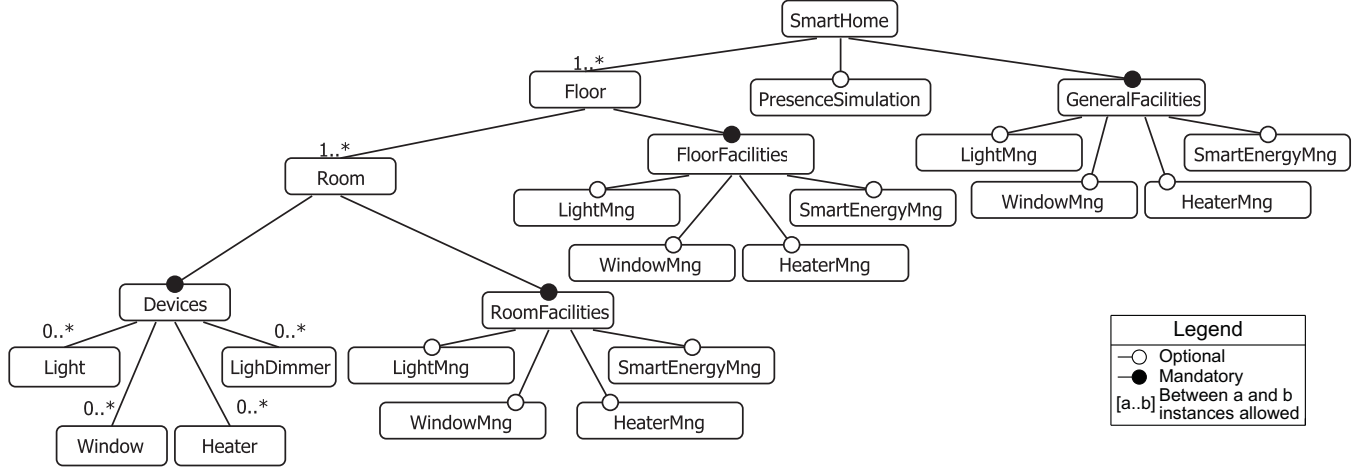 SmartHome
1..*
Floor
PresenceSimulation
GeneralFacilities
1..*
Room
FloorFacilities
LightMng
SmartEnergyMng
WindowMng
HeaterMng
LightMng
SmartEnergyMng
WindowMng
HeaterMng
Devices
RoomFacilities
0..*
0..*
Light
LighDimmer
0..*
0..*
Window
Heater
LightMng
SmartEnergyMng
WindowMng
HeaterMng
Legend
Optional
Mandatory
[a..b] Between a and b
instances allowed